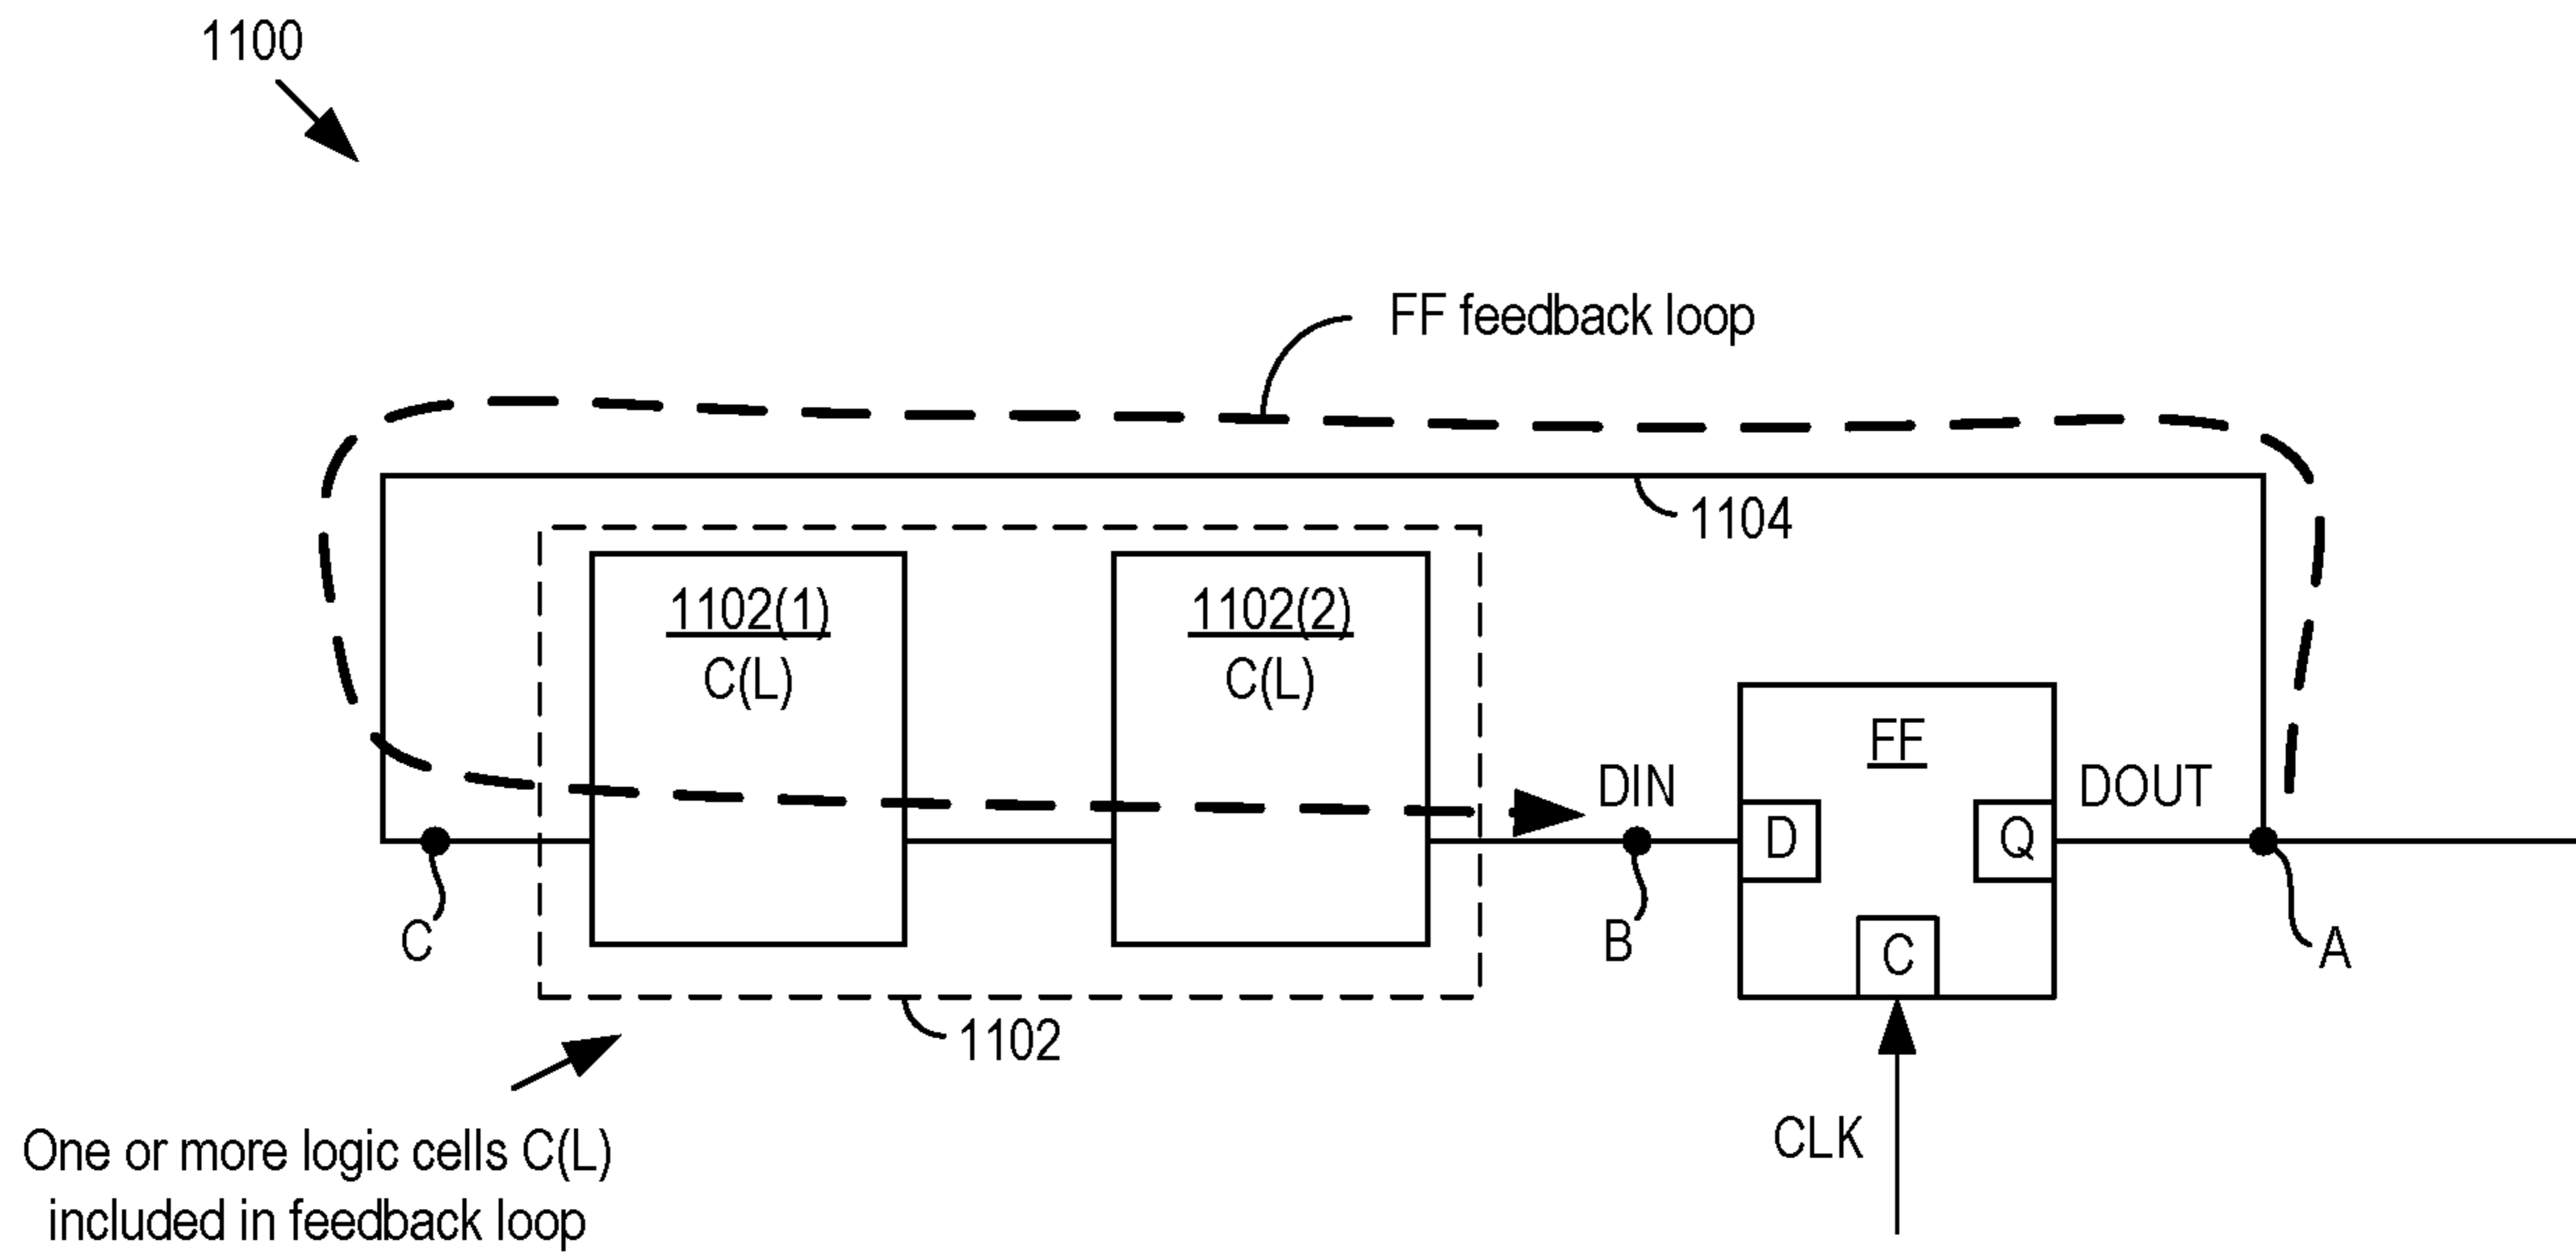 1100
FF feedback loop
1104
1102(1)
C(L)
1102(2)
C(L)
FF
DIN
DOUT
D
Q
C
C
B
A
1102
CLK
One or more logic cells C(L)
included in feedback loop